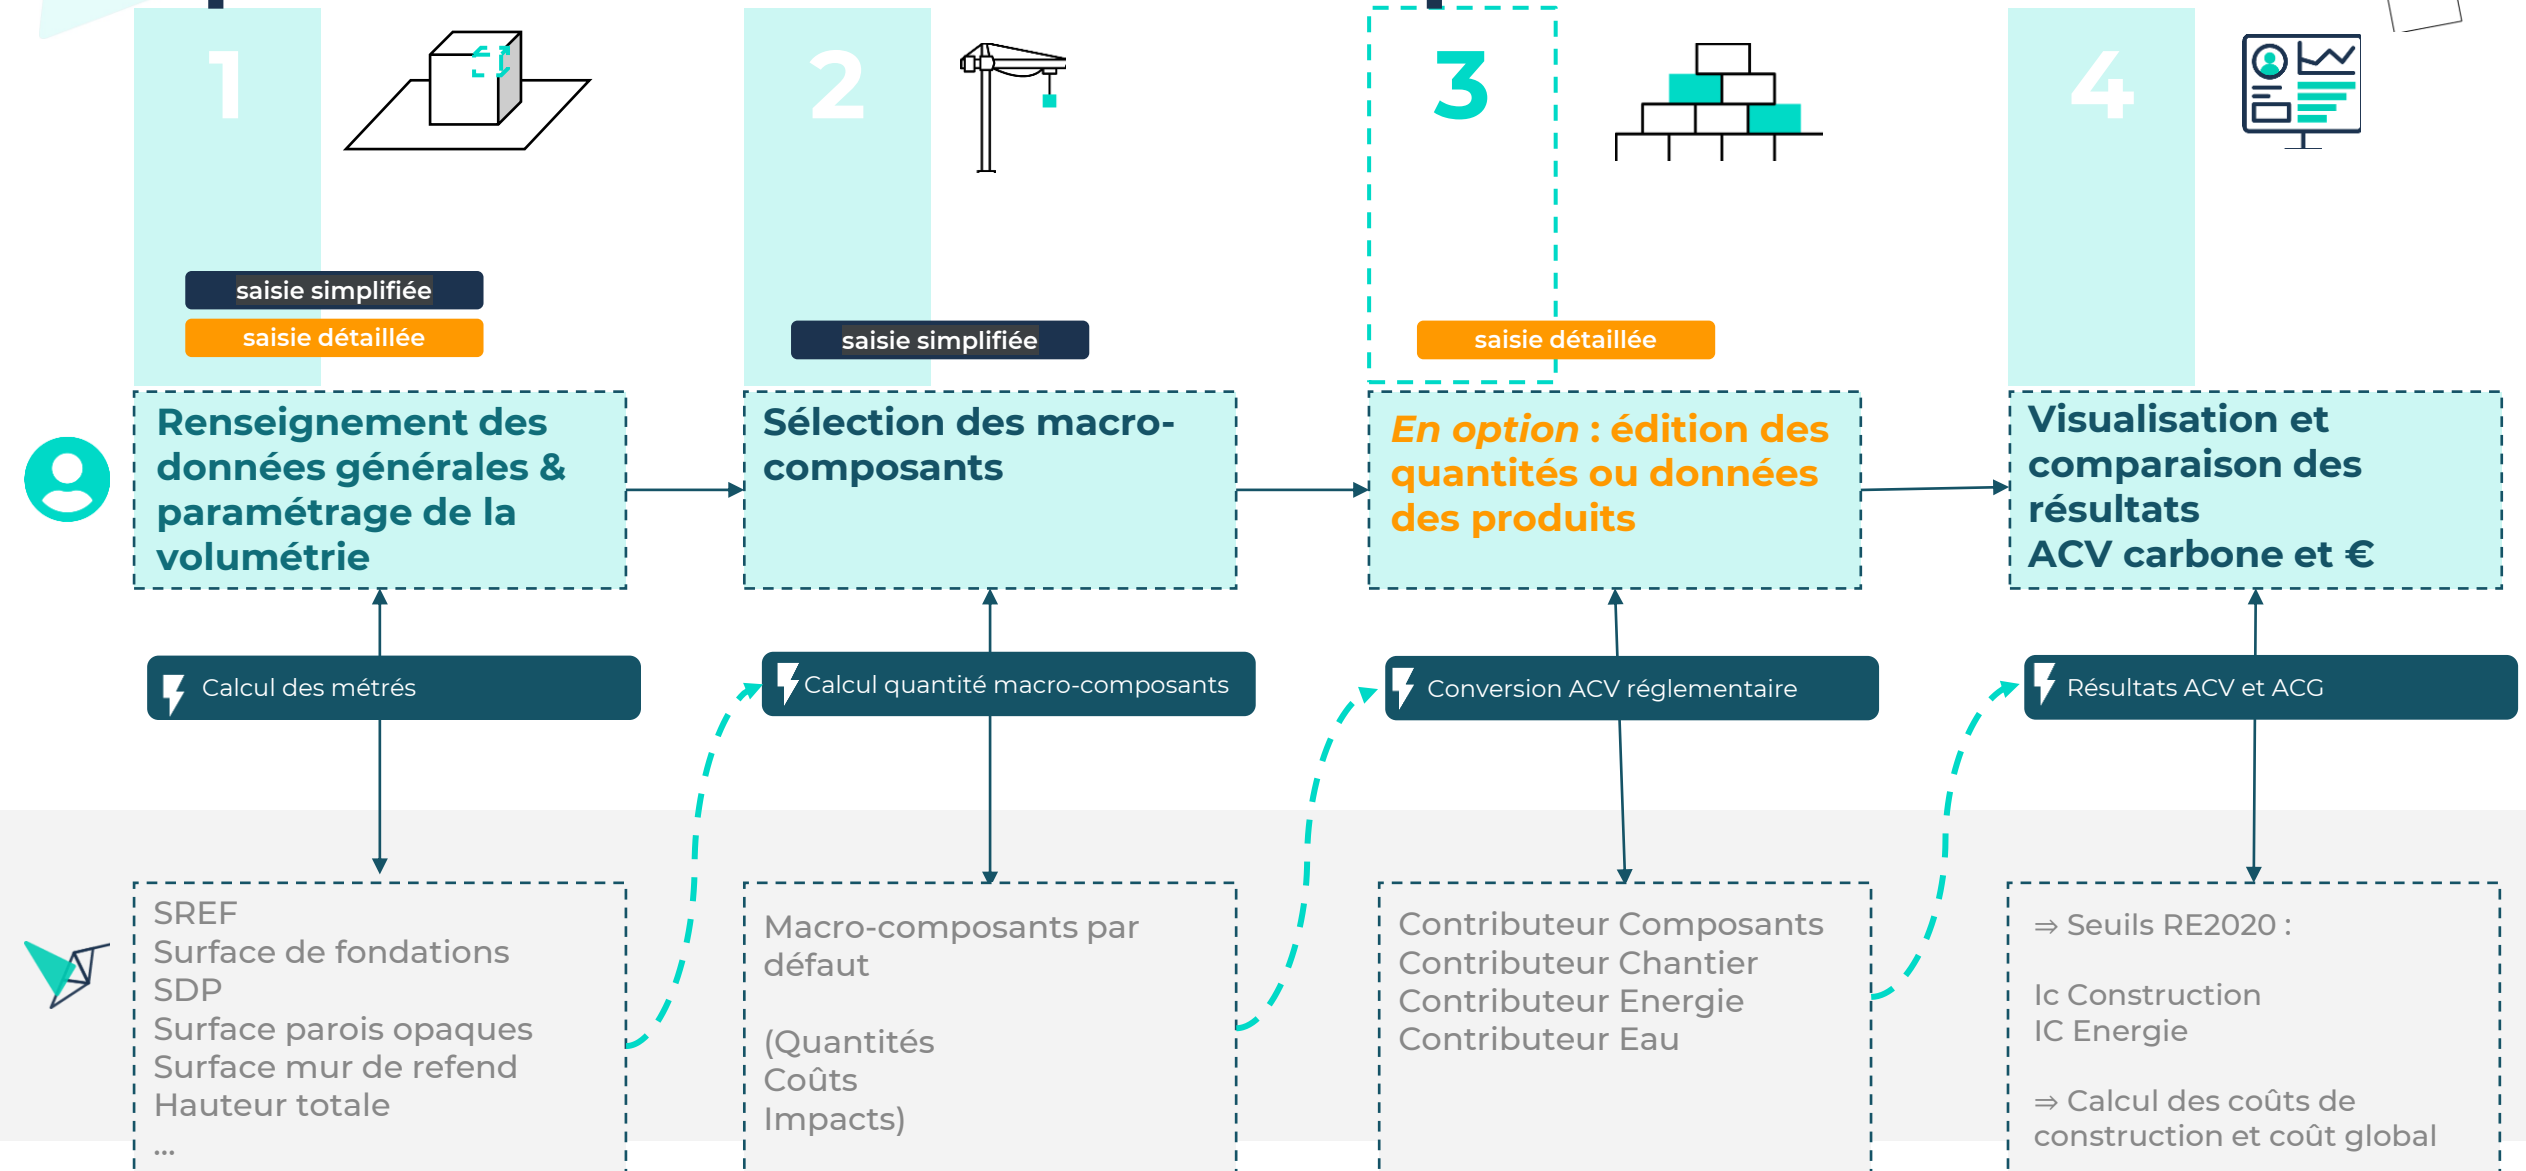 1
saisie simplifiée
saisie détaillée
2
saisie simplifiée
3
saisie détaillée
4
Renseignement des
données générales &
paramétrage de la
volumétrie
Sélection des macro-
composants
En option : édition des
quantités ou données
des produits
Visualisation et
comparaison des
résultats
ACV carbone et €
Calcul des métrés
Calcul quantité macro-composants
Conversion ACV réglementaire
Résultats ACV et ACG
SREF
Surface de fondations
SDP
Surface parois opaques
Surface mur de refend
Hauteur totale
...
Macro-composants par
défaut
(Quantités
Coûts
Impacts)
Contributeur Composants
Contributeur Chantier
Contributeur Energie
Contributeur Eau
⇒ Seuils RE2020 :
Ic Construction
IC Energie
⇒ Calcul des coûts de
construction et coût global